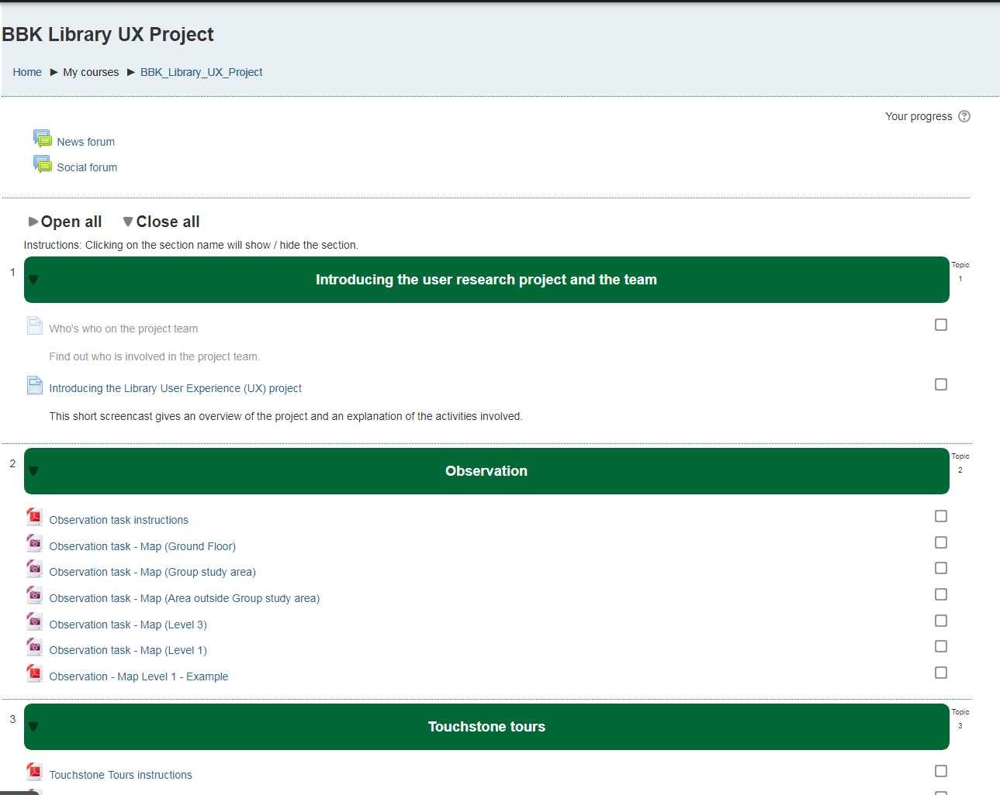 BBK Library UX Project
Home ▶ My courses ▶ BBK_Library_UX_Project
Your progress
News forum
Social forum
Open all Close all
Instructions: Clicking on the section name will show / hide the section.
1 Introducing the user research project and the team Topic 1
Who's who on the project team
Find out who is involved in the project team.
Introducing the Library User Experience (UX) project
This short screencast gives an overview of the project and an explanation of the activities involved.
2 Observation Topic 2
Observation task instructions
Observation task - Map (Ground Floor)
Observation task - Map (Group study area)
Observation task - Map (Area outside Group study area)
Observation task - Map (Level 3)
Observation task - Map (Level 1)
Observation - Map Level 1 - Example
3 Touchstone tours Topic 3
Touchstone Tours instructions